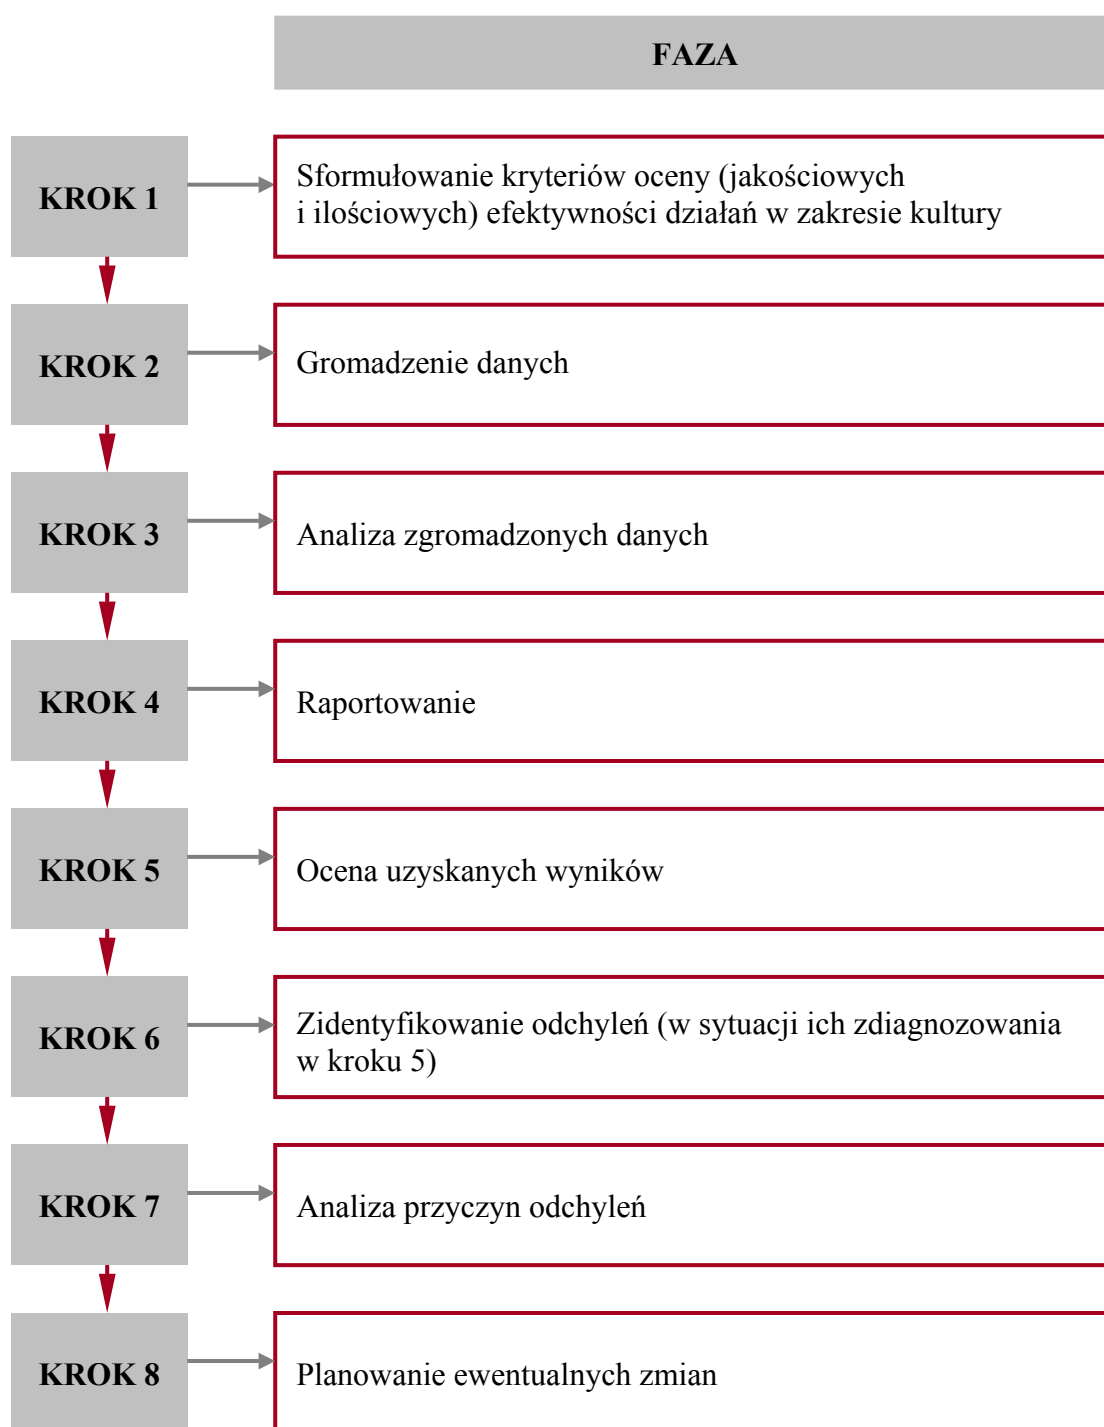 FAZA
KROK 1
Sformułowanie kryteriów oceny (jakościowych
i ilościowych) efektywności działań w zakresie kultury
KROK 2
Gromadzenie danych
KROK 3
Analiza zgromadzonych danych
KROK 4
Raportowanie
KROK 5
Ocena uzyskanych wyników
KROK 6
Zidentyfikowanie odchyleń (w sytuacji ich zdiagnozowania
w kroku 5)
KROK 7
Analiza przyczyn odchyleń
KROK 8
Planowanie ewentualnych zmian